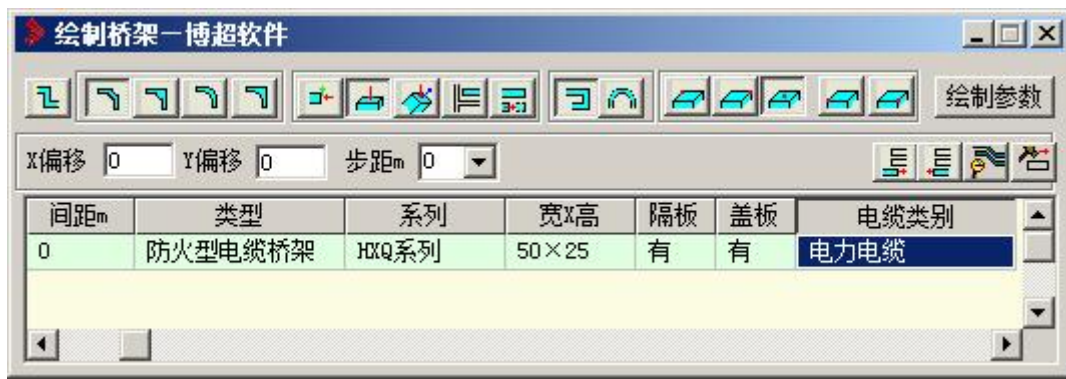 绘制桥架－博超软件
绘制参数
X偏移 0 Y偏移 0 步距m 0
间距m 类型 系列 宽X高 隔板 盖板 电缆类别
0 防火型电缆桥架 HXQ系列 50×25 有 有 电力电缆